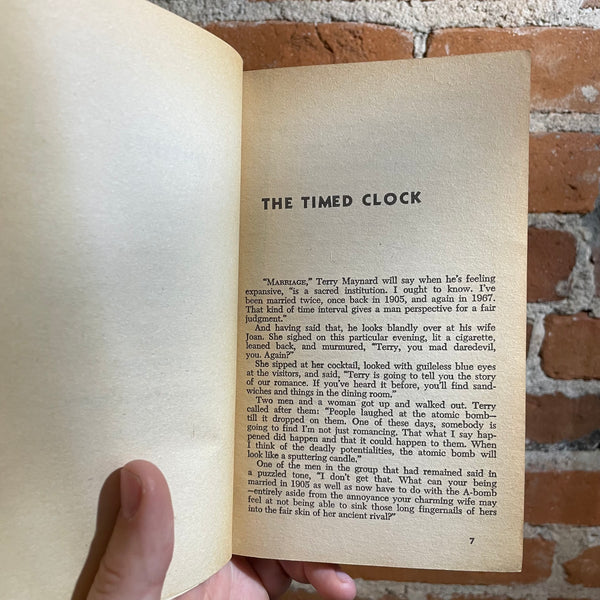 THE TIMED CLOCK
"MARRIAGE," Terry Maynard will say when he's feeling
expansive, "is a sacred institution. I ought to know. I've
been married twice, once back in 1905, and again in 1967.
That kind of time interval gives a man perspective for a fair
judgment."
And having said that, he looks blandly over at his wife
Joan. She sighed on this particular evening, lit a cigarette,
leaned back, and murmured, "Terry, you mad daredevil,
you. Again?"
She sipped at her cocktail, looked with guileless blue eyes
at the visitors, and said, "Terry is going to tell you the story
of our romance. If you've heard it before, you'll find sand-
wiches and things in the dining room."
Two men and a woman got up and walked out. Terry
called after them: "People laughed at the atomic bomb—
till it dropped on them. One of these days, somebody is
going to find I'm not just romancing. That what I say hap-
pened did happen and that it could happen to them. When
I think of the deadly potentialities, the atomic bomb will
look like a sputtering candle."
One of the men in the group that had remained said in
a puzzled tone, "I don't get that. What can your being
married in 1905 as well as now have to do with the A-bomb
—entirely aside from the annoyance your charming wife may
feel at not being able to sink those long fingernails of hers
into the fair skin of her ancient rival?"
7